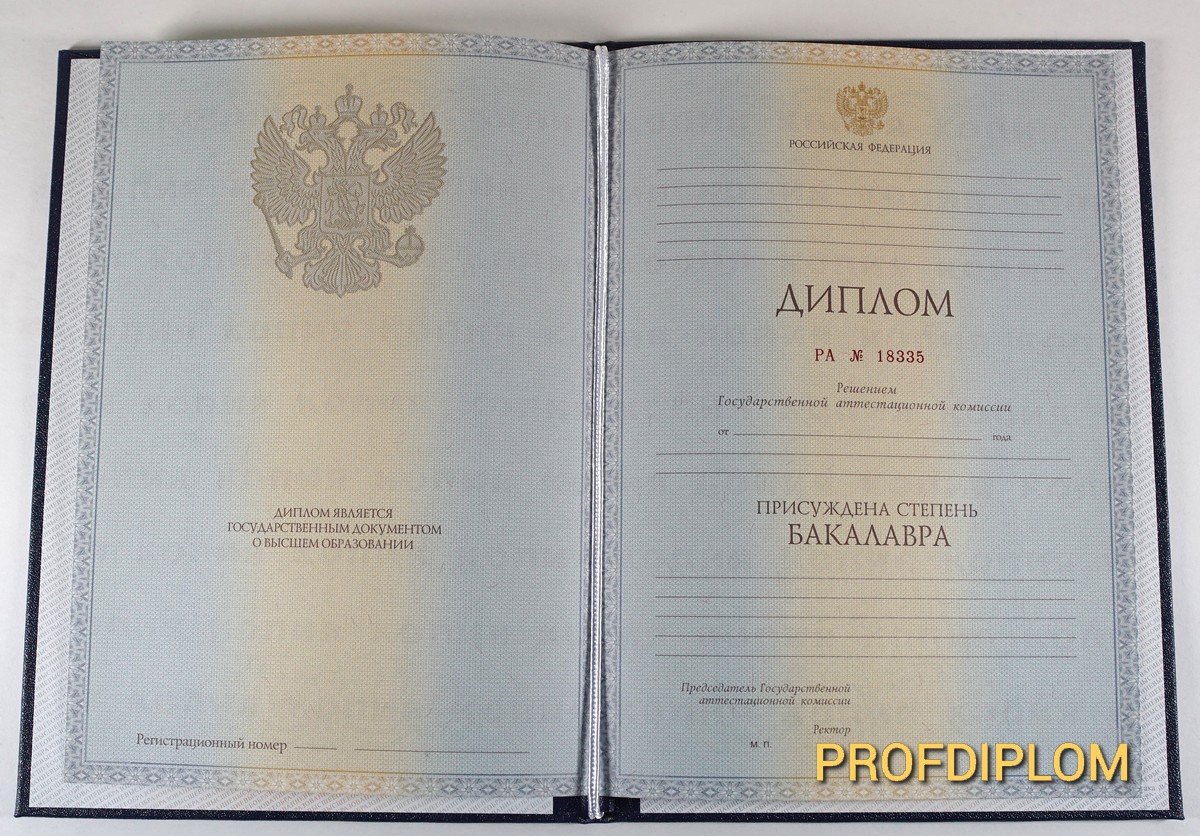 ДИПЛОМ ЯВЛЯЕТСЯ
ГОСУДАРСТВЕННЫМ ДОКУМЕНТОМ
О ВЫСШЕМ ОБРАЗОВАНИИ
Регистрационный номер
РОССИЙСКАЯ ФЕДЕРАЦИЯ
ДИПЛОМ
РА № 18335
Решением
Государственной аттестационной комиссии
от года
ПРИСУЖДЕНА СТЕПЕНЬ
БАКАЛАВРА
Председатель Государственной
аттестационной комиссии
Ректор
м. п.
PROFDIPLOM